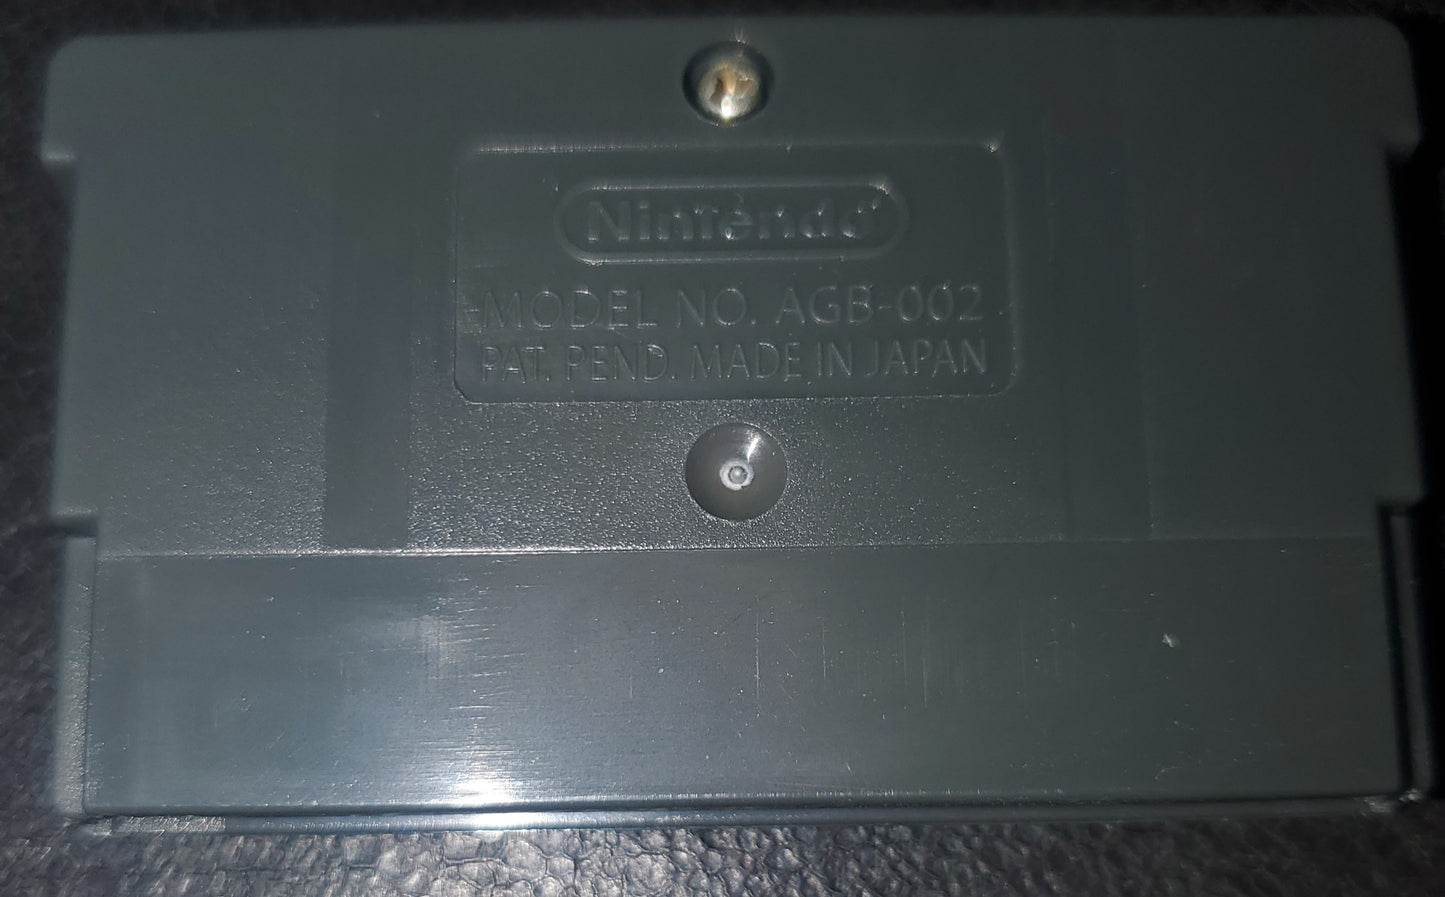 Nintendo
MODEL NO. AGB-002
PAT. PEND. MADE IN JAPAN